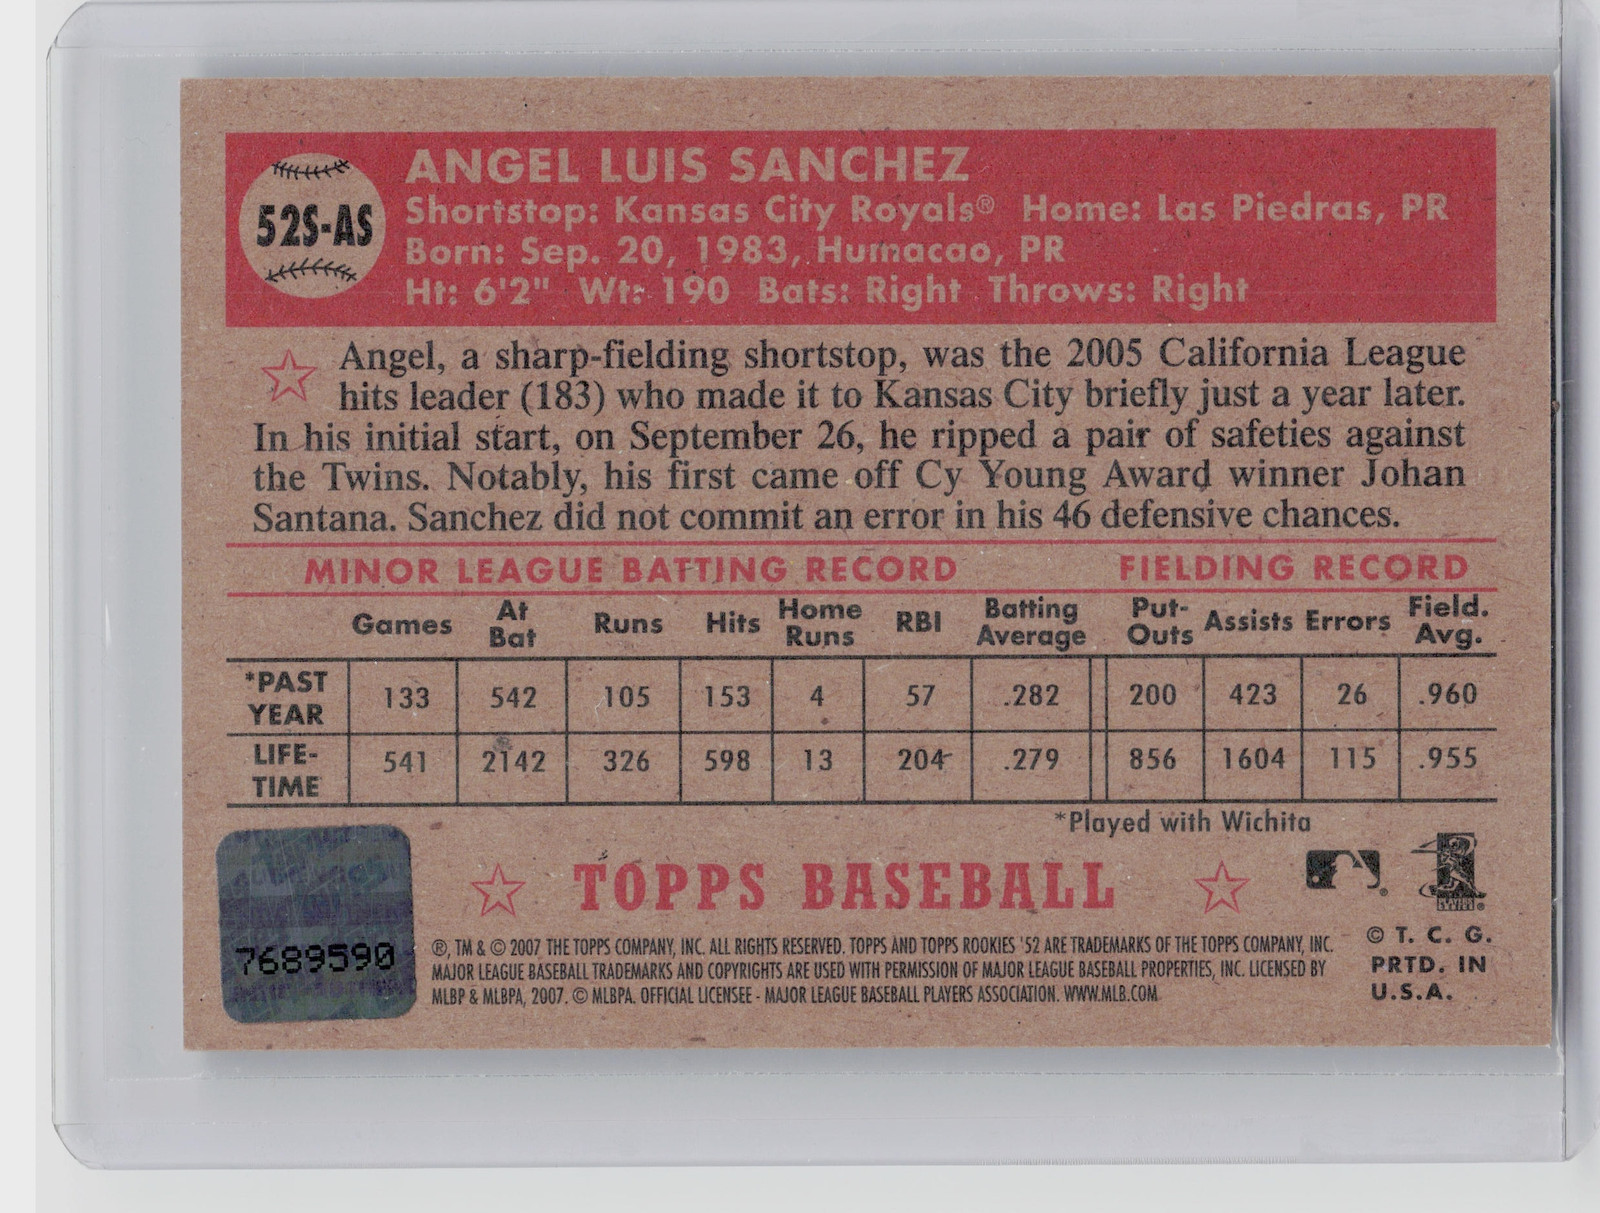 52S-AS
ANGEL LUIS SANCHEZ
Shortstop: Kansas City Royals® Home: Las Piedras, PR
Born: Sep. 20, 1983, Humacao, PR
Ht: 6'2" Wt: 190 Bats: Right Throws: Right
Angel, a sharp-fielding shortstop, was the 2005 California League
hits leader (183) who made it to Kansas City briefly just a year later.
In his initial start, on September 26, he ripped a pair of safeties against
the Twins. Notably, his first came off Cy Young Award winner Johan
Santana. Sanchez did not commit an error in his 46 defensive chances.
MINOR LEAGUE BATTING RECORD FIELDING RECORD
Games At Bat Runs Hits Home Runs RBI Batting Average Put-Outs Assists Errors Field. Avg.
*PAST YEAR 133 542 105 153 4 57 .282 200 423 26 .960
LIFE-TIME 541 2142 326 598 13 204 .279 856 1604 115 .955
*Played with Wichita
TOPPS BASEBALL
7689590
®, TM & © 2007 THE TOPPS COMPANY, INC. ALL RIGHTS RESERVED. TOPPS AND TOPPS ROOKIES '52 ARE TRADEMARKS OF THE TOPPS COMPANY, INC.
MAJOR LEAGUE BASEBALL TRADEMARKS AND COPYRIGHTS ARE USED WITH PERMISSION OF MAJOR LEAGUE BASEBALL PROPERTIES, INC. LICENSED BY
MLBP & MLBPA, 2007. © MLBPA. OFFICIAL LICENSEE - MAJOR LEAGUE BASEBALL PLAYERS ASSOCIATION. WWW.MLB.COM
© T. C. G.
PRTD. IN
U.S.A.